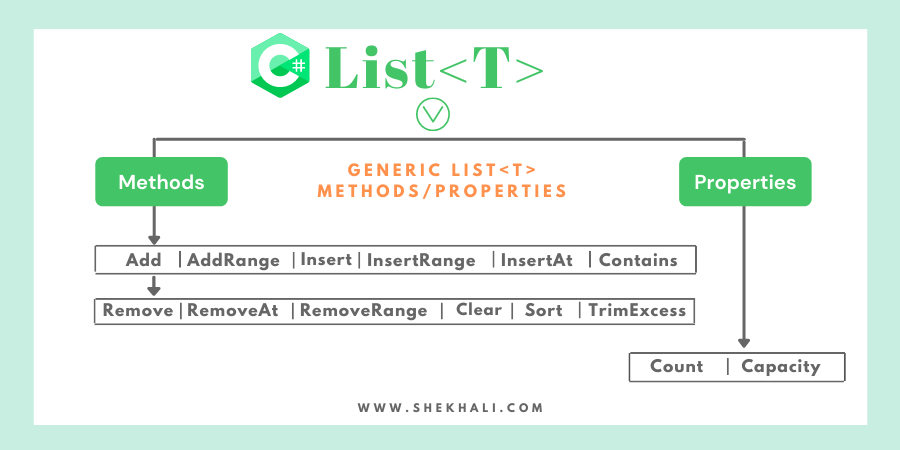 C#
List<T>
GENERIC LIST<T>
METHODS/PROPERTIES
Methods
Properties
Add | AddRange | Insert | InsertRange | InsertAt | Contains
Remove | RemoveAt | RemoveRange | Clear | Sort | TrimExcess
Count | Capacity
WWW.SHEKHALI.COM